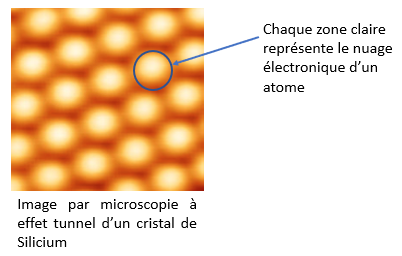 Chaque zone claire
représente le nuage
électronique d'un
atome
Image par microscopie à
effet tunnel d'un cristal de
Silicium